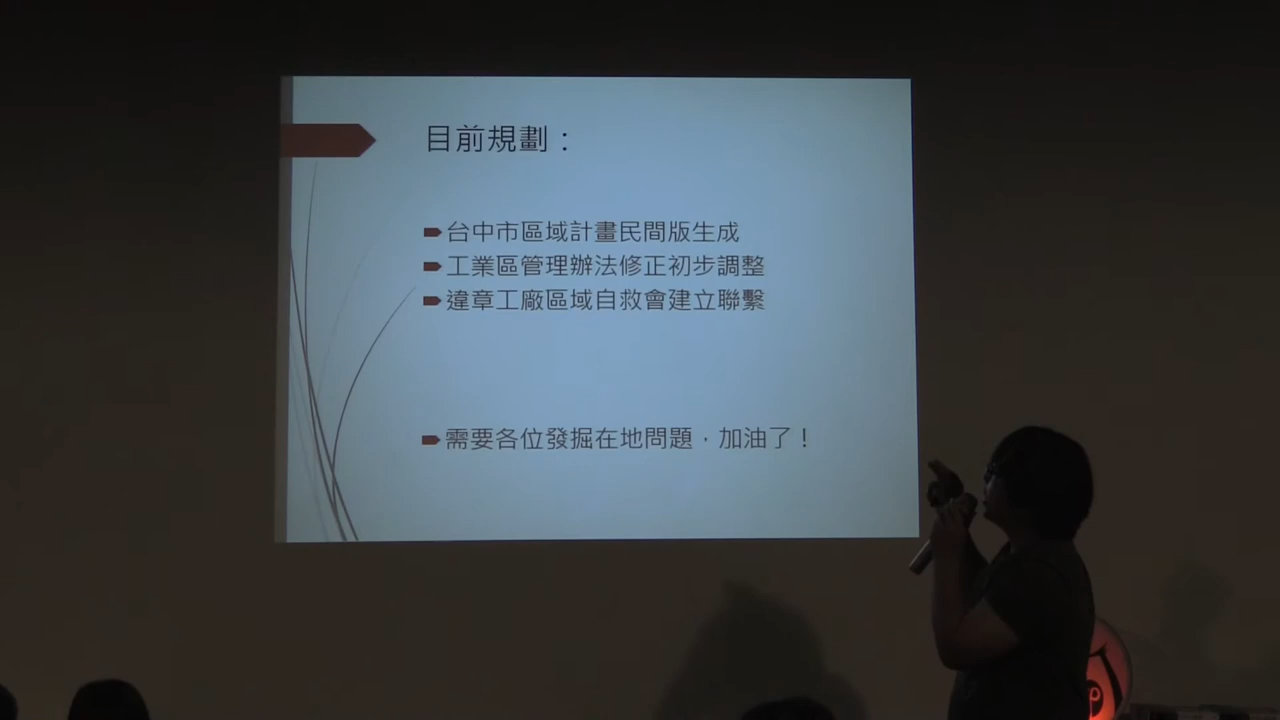 目前規劃：
台中市區域計畫民間版生成
工業區管理辦法修正初步調整
違章工廠區域自救會建立聯繫
需要各位發掘在地問題，加油了！